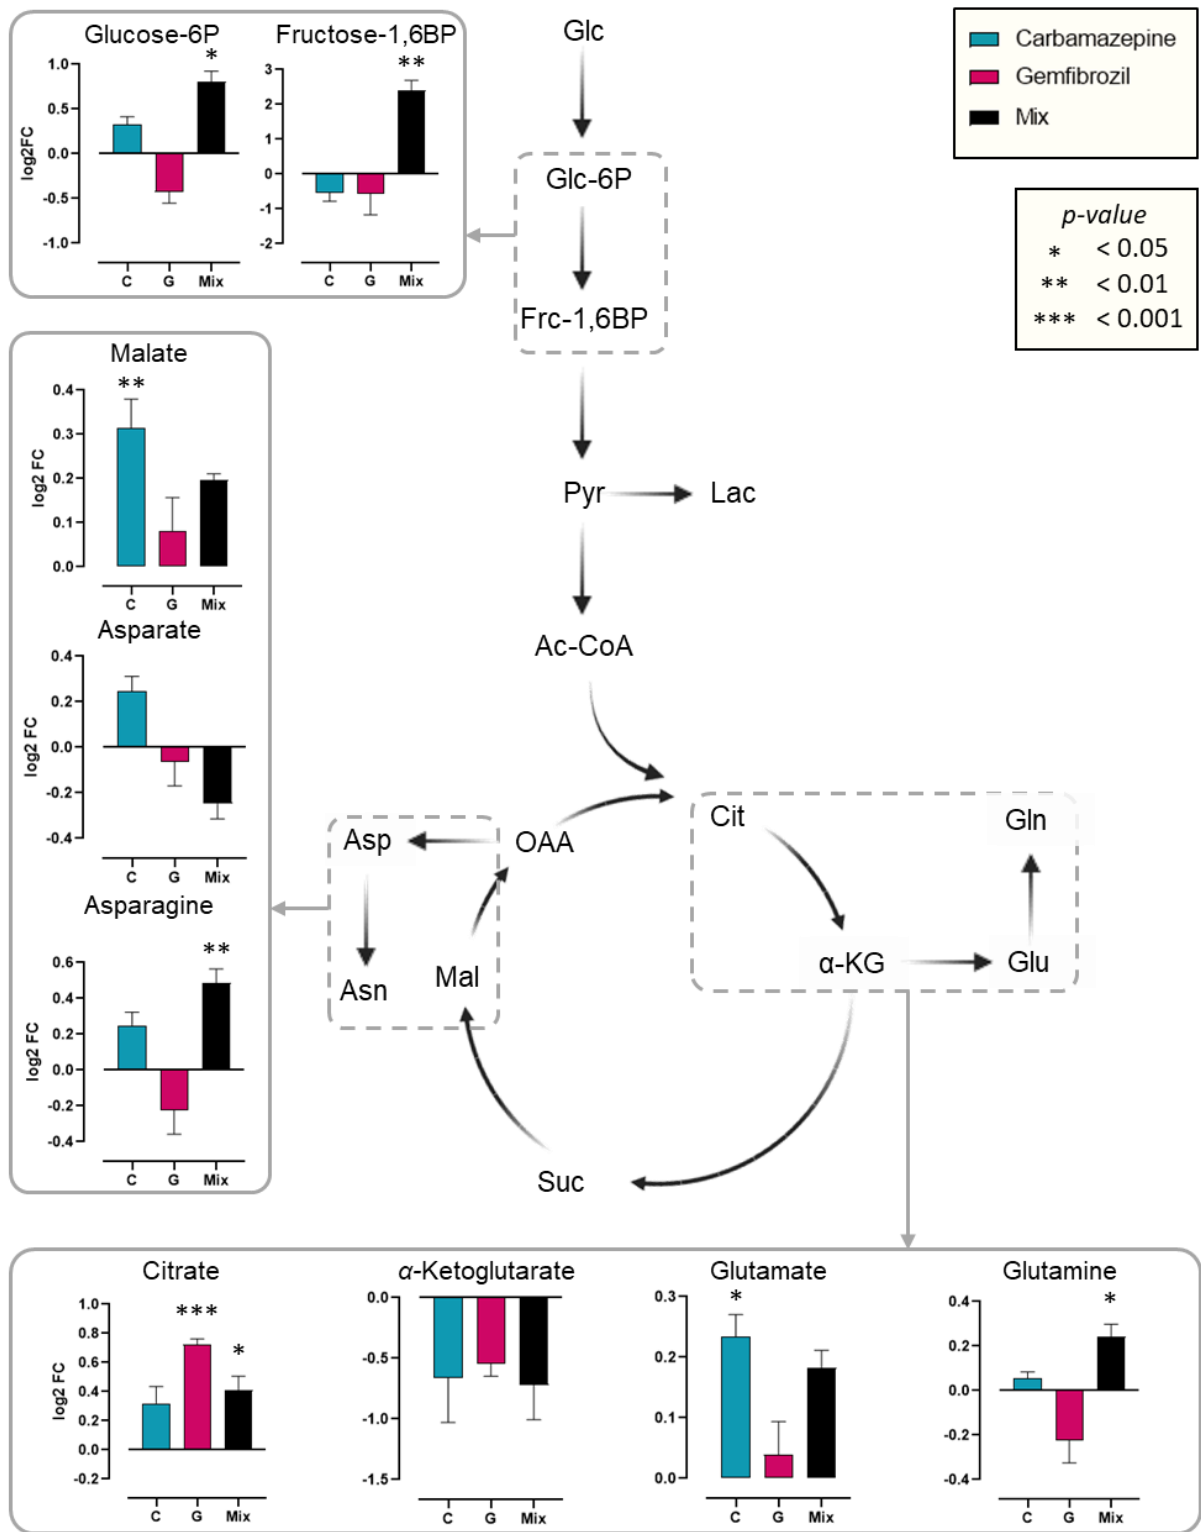 Glucose-6P
Fructose-1,6BP
*
**
log2FC
1.0
0.5
0.0
-0.5
-1.0
C G Mix
3
2
1
0
-1
-2
C G Mix
Glc
Glc-6P
Frc-1,6BP
Pyr
Lac
Ac-CoA
Carbamazepine
Gemfibrozil
Mix
p-value
* < 0.05
** < 0.01
*** < 0.001
Malate
**
log2 FC
0.4
0.3
0.2
0.1
0.0
C G Mix
Asparate
log2 FC
0.4
0.2
0.0
-0.2
-0.4
C G Mix
Asparagine
**
log2 FC
0.6
0.4
0.2
0.0
-0.2
-0.4
C G Mix
Asp
OAA
Asn
Mal
Suc
Cit
Gln
α-KG
Glu
Citrate
***
*
log2 FC
1.0
0.8
0.6
0.4
0.2
0.0
-0.2
C G Mix
α-Ketoglutarate
0.0
-0.5
-1.0
-1.5
C G Mix
Glutamate
*
0.3
0.2
0.1
0.0
C G Mix
Glutamine
*
0.4
0.2
0.0
-0.2
-0.4
C G Mix